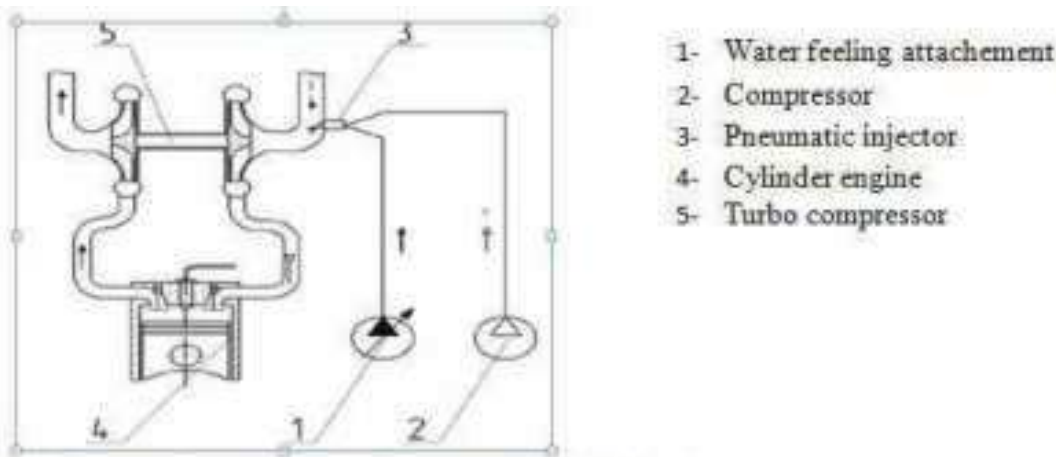 5 3
1- Water feeling attachement
2- Compressor
3- Pneumatic injector
4- Cylinder engine
5- Turbo compressor
4 1 2